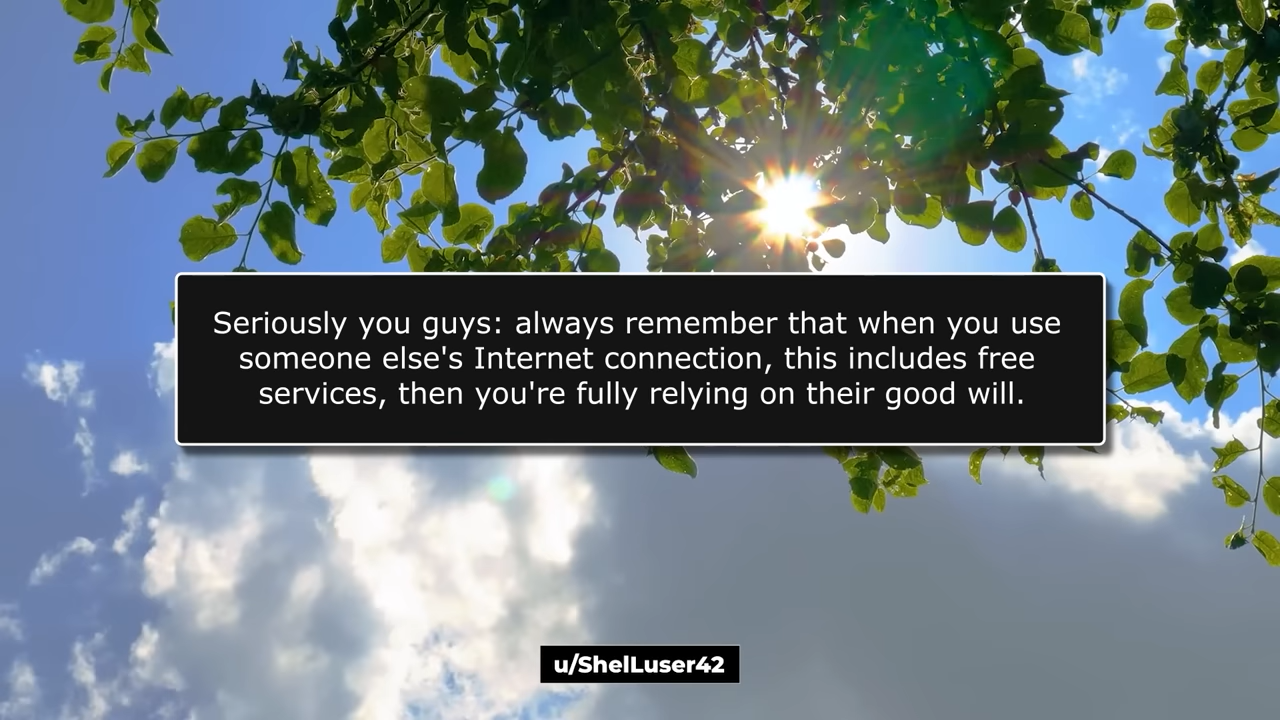 Seriously you guys: always remember that when you use
someone else's Internet connection, this includes free
services, then you're fully relying on their good will.
u/ShelLuser42